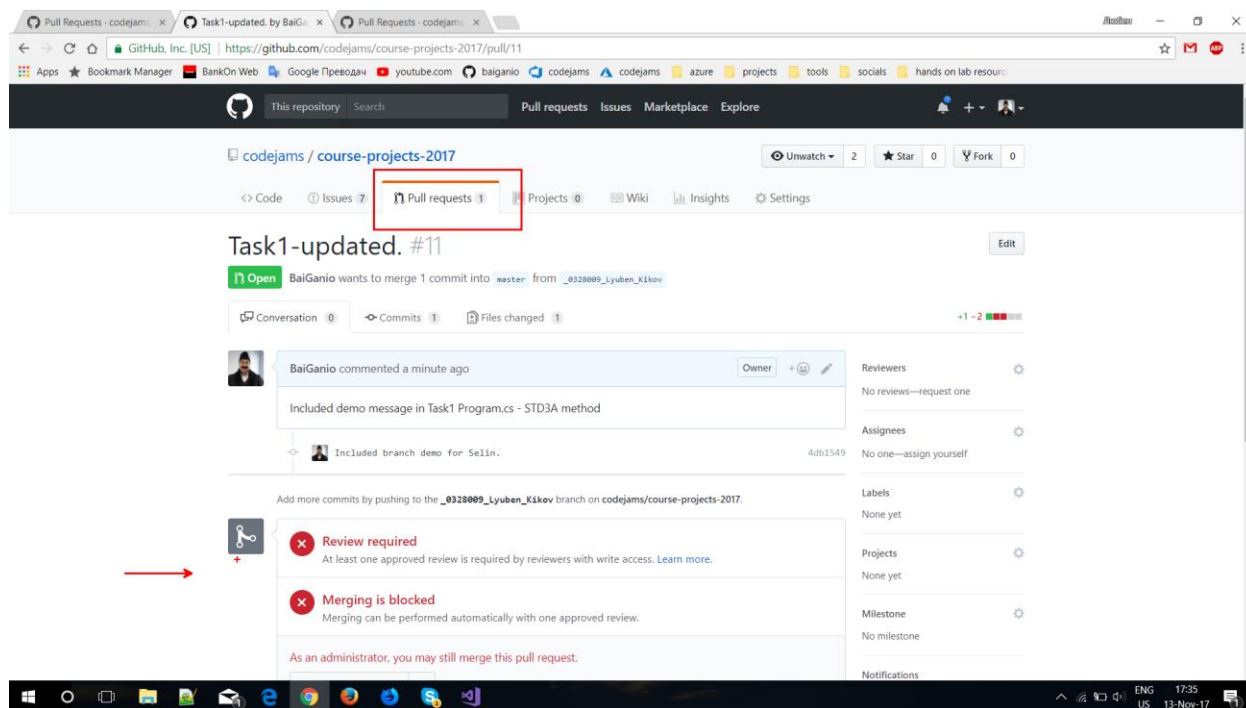 Pull Requests · codejams
Task1-updated. by BaiGa
Pull Requests · codejams
GitHub, Inc. [US] | https://github.com/codejams/course-projects-2017/pull/11
Apps Bookmark Manager BankOn Web Google Преводач youtube.com baiganio codejams codejams azure projects tools socials hands on lab resourc
This repository Search Pull requests Issues Marketplace Explore
codejams / course-projects-2017 Unwatch 2 Star 0 Fork 0
Code Issues 7 Pull requests 1 Projects 0 Wiki Insights Settings
Task1-updated. #11 Edit
Open BaiGanio wants to merge 1 commit into master from _0328009_Lyuben_Kikov
Conversation 0 Commits 1 Files changed 1 +1 −2
BaiGanio commented a minute ago Owner
Included demo message in Task1 Program.cs - STD3A method
Included branch demo for Selin. 4db1549
Add more commits by pushing to the _0328009_Lyuben_Kikov branch on codejams/course-projects-2017.
Review required
At least one approved review is required by reviewers with write access. Learn more.
Merging is blocked
Merging can be performed automatically with one approved review.
As an administrator, you may still merge this pull request.
Reviewers
No reviews—request one
Assignees
No one—assign yourself
Labels
None yet
Projects
None yet
Milestone
No milestone
Notifications
ENG 17:35
US 13-Nov-17